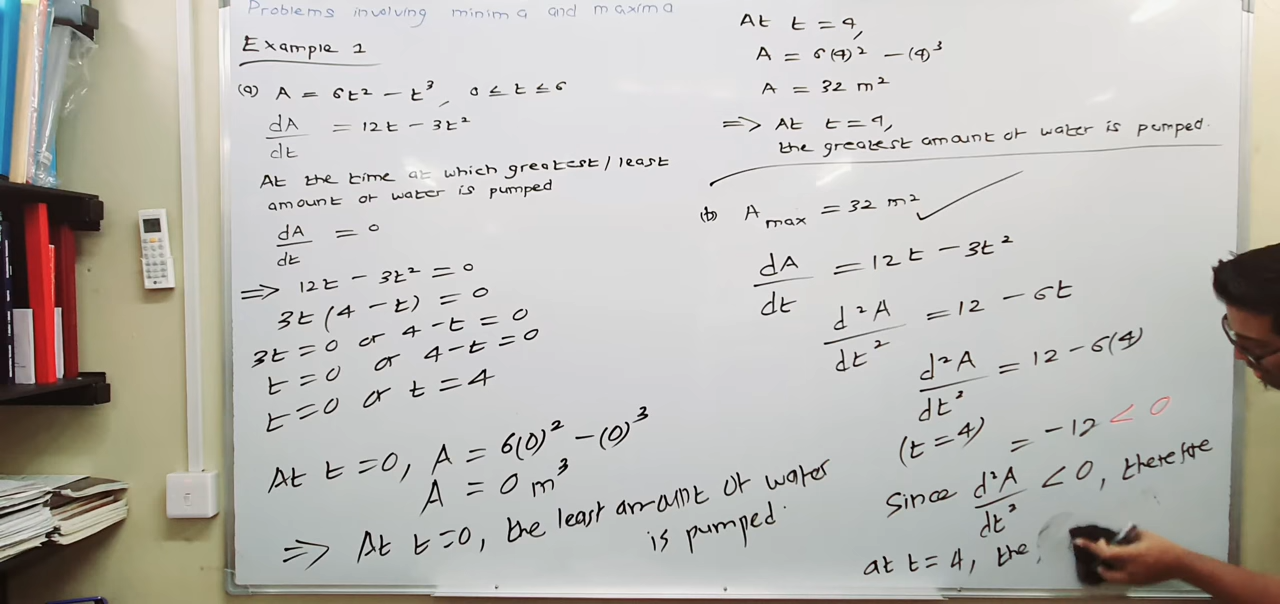 Problems involving minima and maxima
Example 1
(a) A = 6t² - t³, 0 ≤ t ≤ 6
dA/dt = 12t - 3t²
At the time at which greatest/least
amount of water is pumped
dA/dt = 0
=> 12t - 3t² = 0
3t(4 - t) = 0
3t = 0 or 4 - t = 0
t = 0 or 4 - t = 0
t = 0 or t = 4
At t = 0, A = 6(0)² - (0)³
A = 0 m³
=> At t = 0, the least amount of water
is pumped.
At t = 4,
A = 6(4)² - (4)³
A = 32 m²
=> At t = 4,
the greatest amount of water is pumped.
(b) A max = 32 m² ✓
dA/dt = 12t - 3t²
d²A/dt² = 12 - 6t
d²A/dt² = 12 - 6(4)
(t = 4)
= -12 < 0
Since d²A/dt² < 0, therefore
at t = 4, the